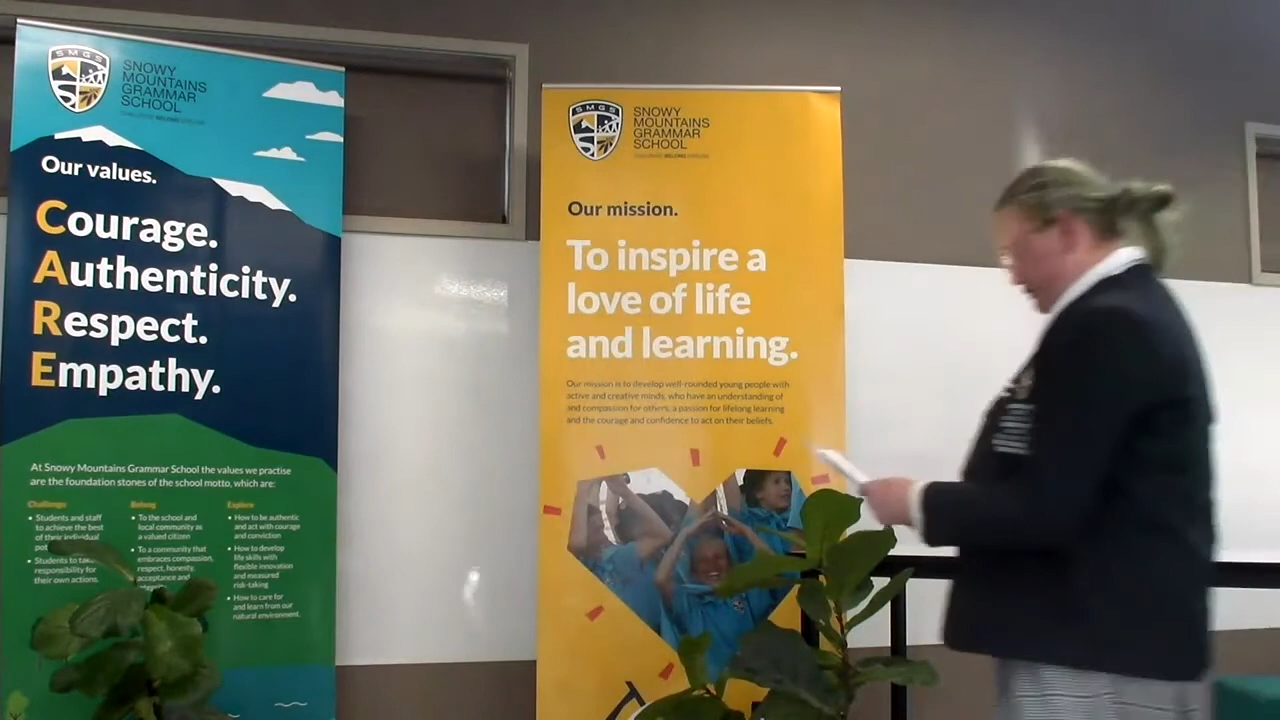 SMGS
SNOWY
MOUNTAINS
GRAMMAR
SCHOOL
Our values.
Courage.
Authenticity.
Respect.
Empathy.
At Snowy Mountains Grammar School the values we practise
are the foundation stones of the school motto, which are:
Challenge
• Students and staff
to achieve the best
of their individual
• Students to take
responsibility for
their own actions.
Belong
• To the school and
local community as
a valued citizen
• To a community that
embraces compassion,
respect, honesty,
acceptance and
integrity
Explore
• How to be authentic
and act with courage
and conviction
• How to develop
life skills with
flexible innovation
and measured
risk-taking
• How to care for
and learn from our
natural environment.
SMGS
SNOWY
MOUNTAINS
GRAMMAR
SCHOOL
CHALLENGE BELONG EXPLORE
Our mission.
To inspire a
love of life
and learning.
Our mission is to develop well-rounded young people with
active and creative minds, who have an understanding of
and compassion for others, a passion for lifelong learning
and the courage and confidence to act on their beliefs.